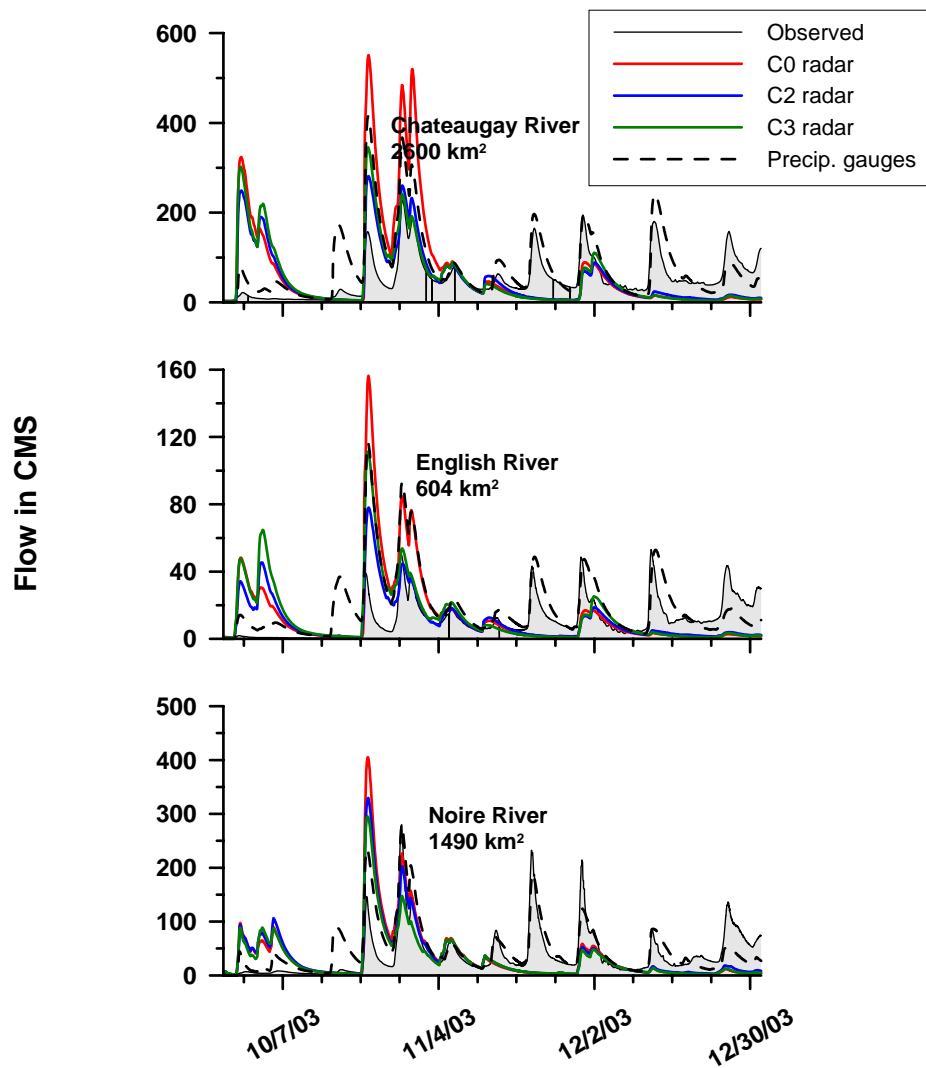 600
400
200
0
Observed
C0 radar
C2 radar
C3 radar
Precip. gauges
Chateaugay River
2600 km²
Flow in CMS
160
120
80
40
0
English River
604 km²
500
400
300
200
100
0
Noire River
1490 km²
10/7/03
11/4/03
12/2/03
12/30/03